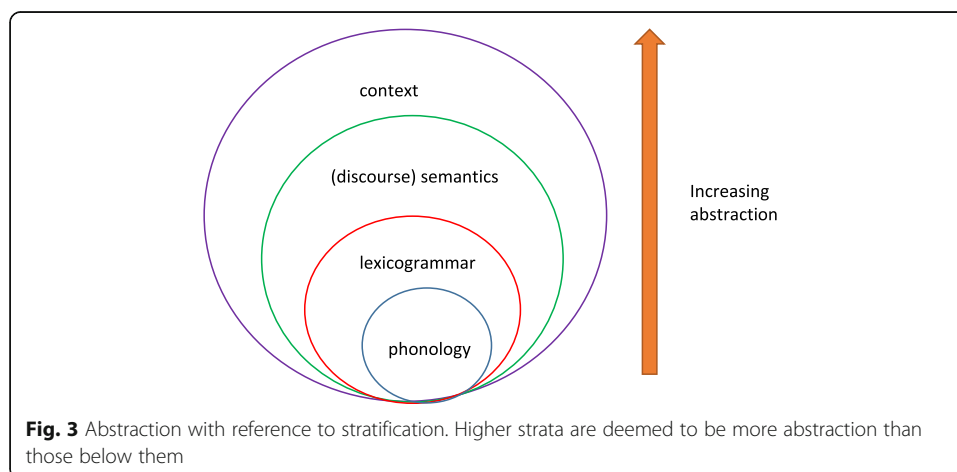 context
(discourse) semantics
Increasing
abstraction
lexicogrammar
phonology
Fig. 3 Abstraction with reference to stratification. Higher strata are deemed to be more abstraction than
those below them